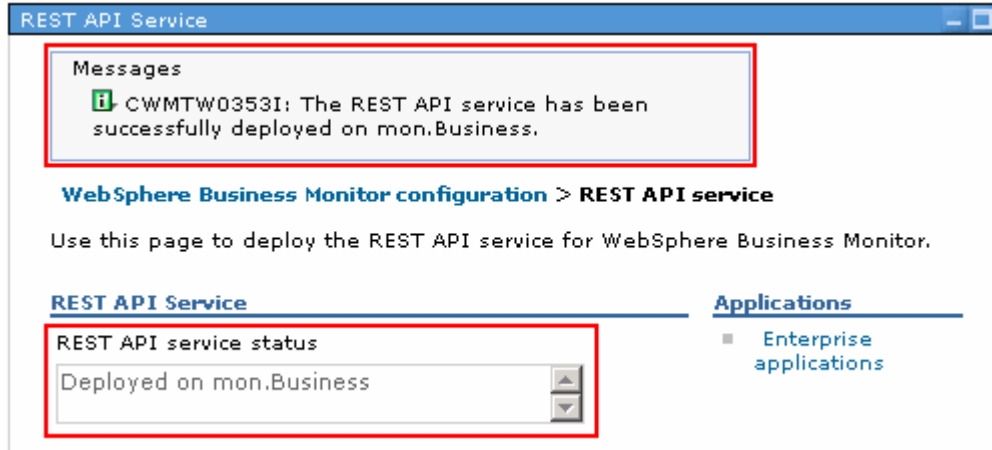 REST API Service
Messages
CWMTW0353I: The REST API service has been
successfully deployed on mon.Business.
WebSphere Business Monitor configuration > REST API service
Use this page to deploy the REST API service for WebSphere Business Monitor.
REST API Service
REST API service status
Deployed on mon.Business
Applications
Enterprise
applications